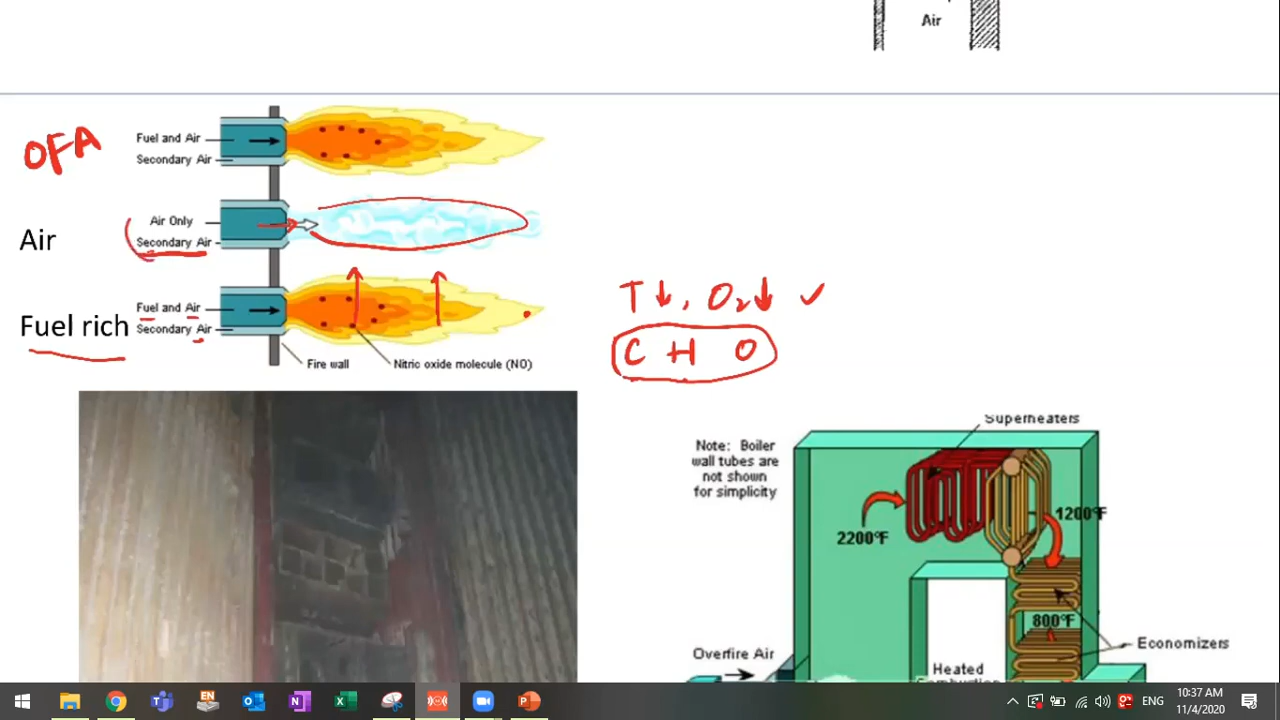 Air
OFA
Fuel and Air
Secondary Air
Air
Air Only
Secondary Air
Fuel rich
Fuel and Air
Secondary Air
Fire wall
Nitric oxide molecule (NO)
T↓, O₂↓ ✓
C H O
Superheaters
Note: Boiler
wall tubes are
not shown
for simplicity
2200°F
1200°F
800°F
Economizers
Overfire Air
Heated
Combustion
EN
ENG
10:37 AM
11/4/2020